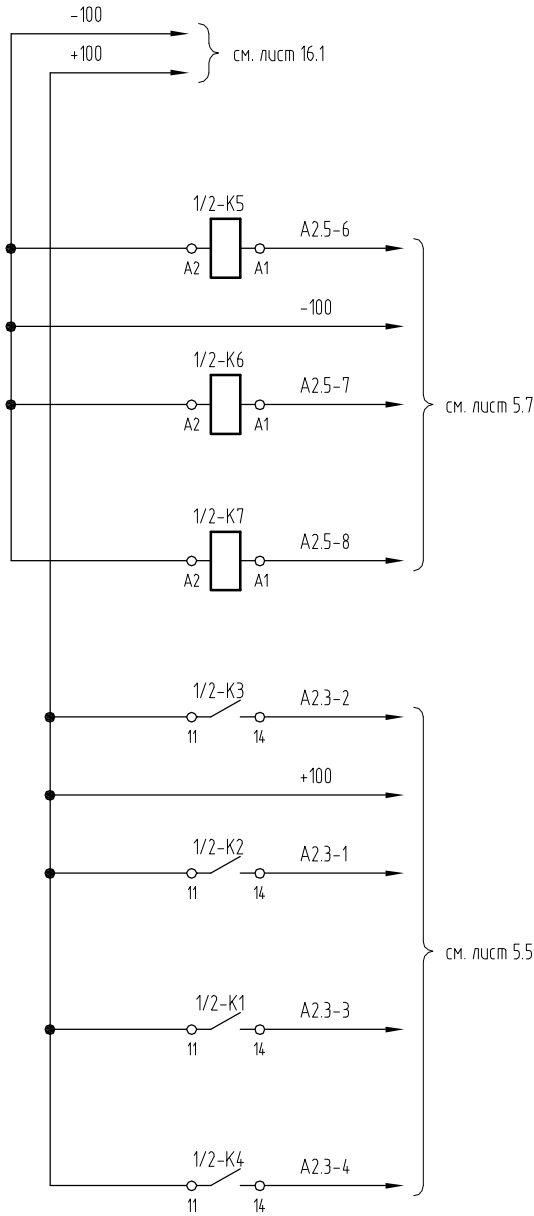 -100
+100
см. лист 16.1
1/2-K5
A2.5-6
A2
A1
-100
1/2-K6
A2.5-7
A2
A1
см. лист 5.7
1/2-K7
A2.5-8
A2
A1
1/2-K3
A2.3-2
11
14
+100
1/2-K2
A2.3-1
11
14
см. лист 5.5
1/2-K1
A2.3-3
11
14
1/2-K4
A2.3-4
11
14